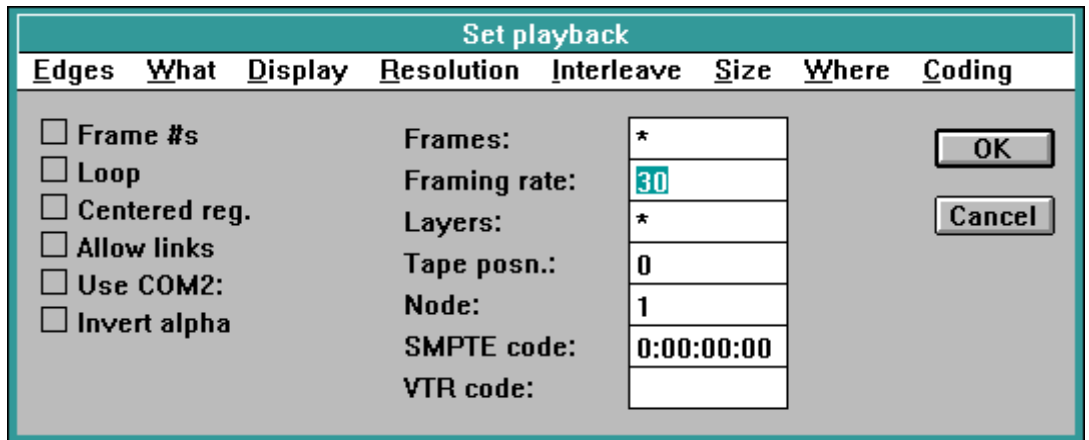 Set playback
Edges What Display Resolution Interleave Size Where Coding
Frame #s
Loop
Centered reg.
Allow links
Use COM2:
Invert alpha
Frames: *
Framing rate: 30
Layers: *
Tape posn.: 0
Node: 1
SMPTE code: 0:00:00:00
VTR code:
OK
Cancel